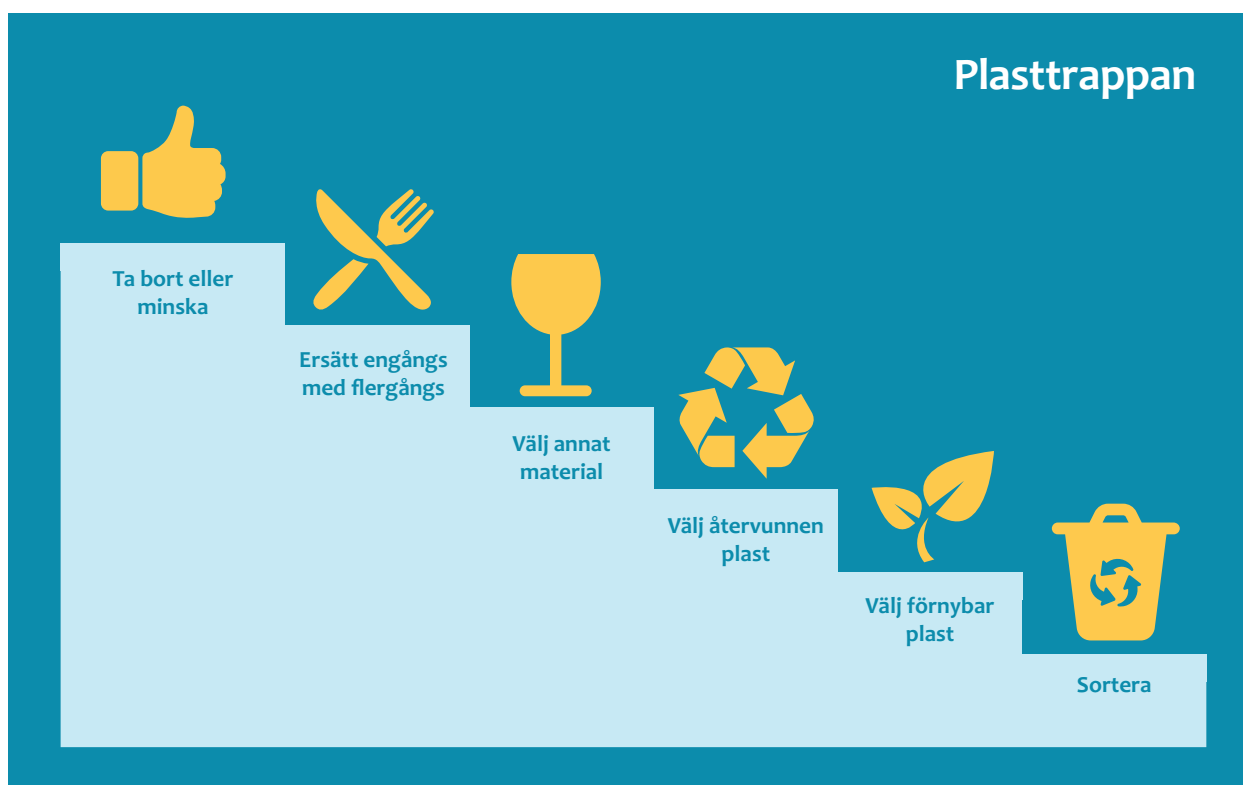 Plasttrappan
Ta bort eller
minska
Ersätt engångs
med flergångs
Välj annat
material
Välj återvunnen
plast
Välj förnybar
plast
Sortera